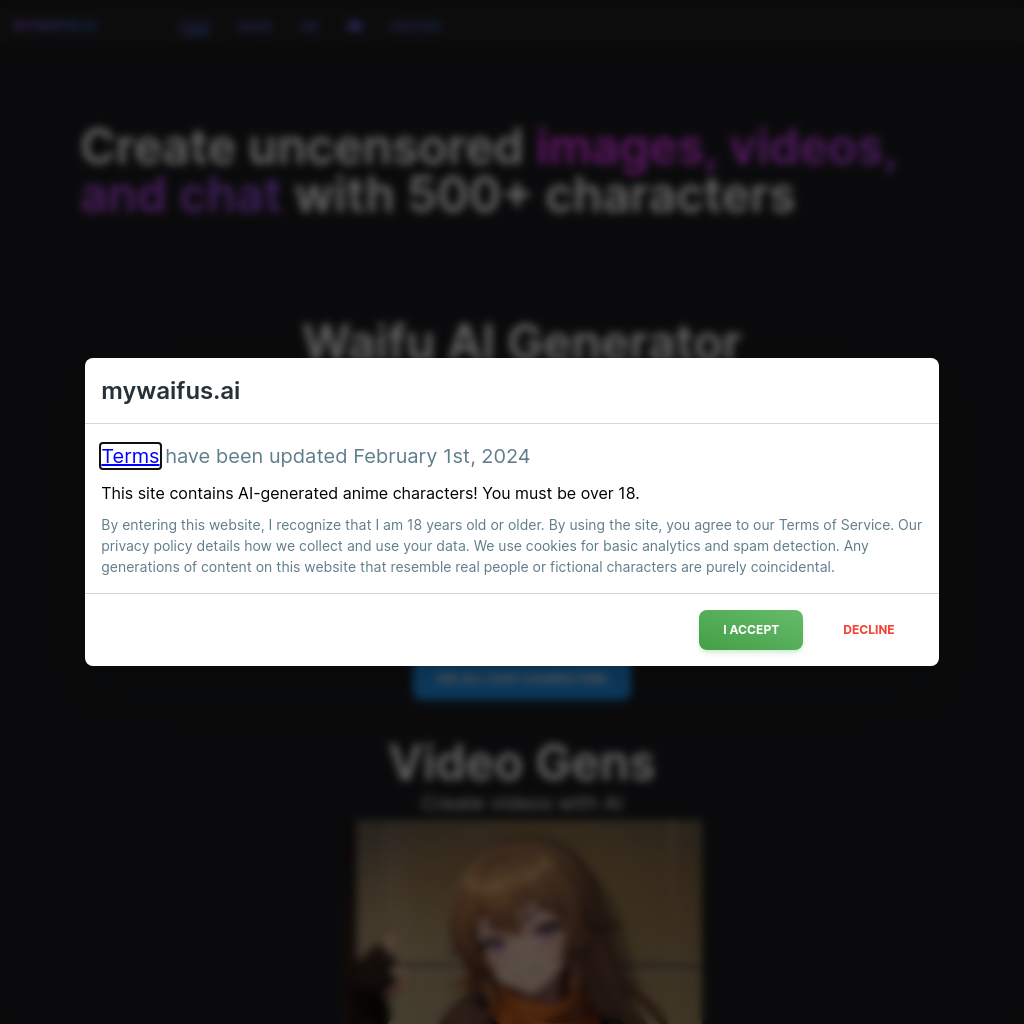 Create uncensored images, videos,
and chat with 500+ characters
Waifu AI Generator
mywaifus.ai
Terms have been updated February 1st, 2024
This site contains AI-generated anime characters! You must be over 18.
By entering this website, I recognize that I am 18 years old or older. By using the site, you agree to our Terms of Service. Our
privacy policy details how we collect and use your data. We use cookies for basic analytics and spam detection. Any
generations of content on this website that resemble real people or fictional characters are purely coincidental.
I ACCEPT
DECLINE
Video Gens
Create videos with AI